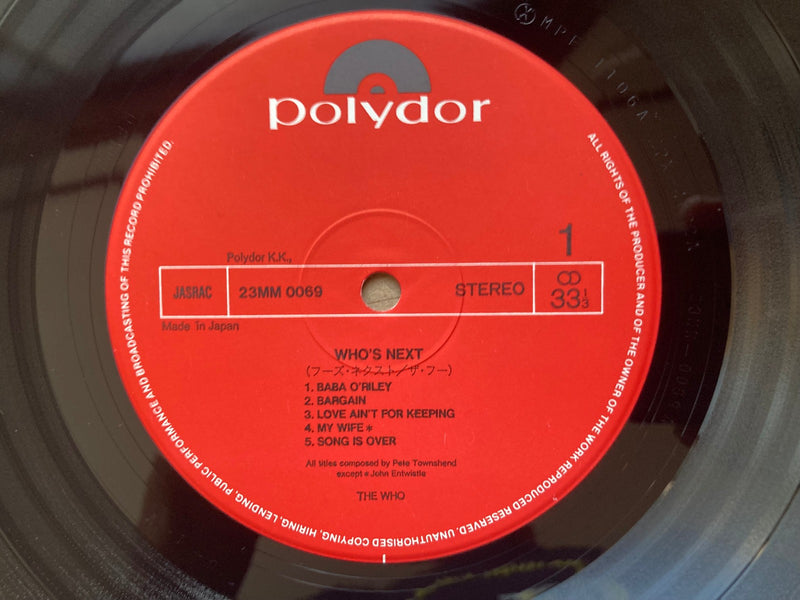 polydor
1
Polydor K.K.,
JASRAC
23MM 0069
STEREO
33 1/3
Made in Japan
WHO'S NEXT
(フーズ・ネクスト/ザ・フー)
1. BABA O'RILEY
2. BARGAIN
3. LOVE AIN'T FOR KEEPING
4. MY WIFE *
5. SONG IS OVER
All titles composed by Pete Townshend
except * John Entwistle
THE WHO
ALL RIGHTS OF THE PRODUCER AND OF THE OWNER OF THE WORK REPRODUCED RESERVED. UNAUTHORISED COPYING, HIRING, LENDING, PUBLIC PERFORMANCE AND BROADCASTING OF THIS RECORD PROHIBITED.
MPF 1106A